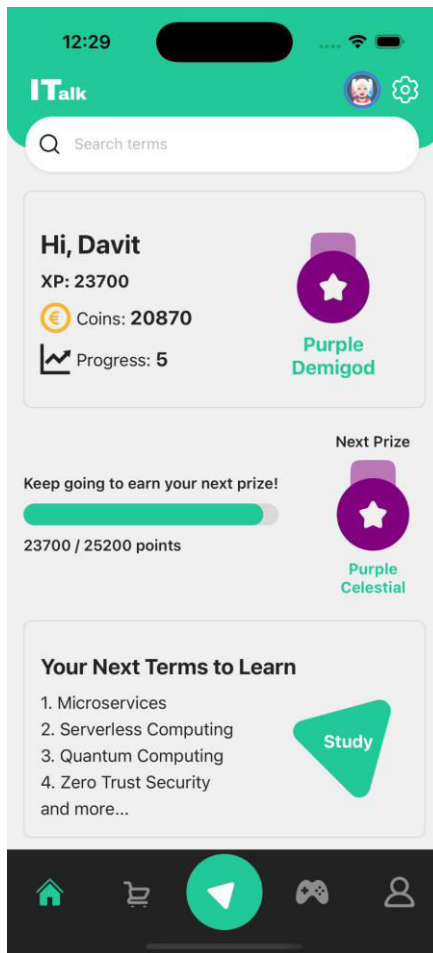 12:29
ITalk
Search terms
Hi, Davit
XP: 23700
Coins: 20870
Progress: 5
Purple
Demigod
Next Prize
Keep going to earn your next prize!
23700 / 25200 points
Purple
Celestial
Your Next Terms to Learn
1. Microservices
2. Serverless Computing
3. Quantum Computing
4. Zero Trust Security
and more...
Study